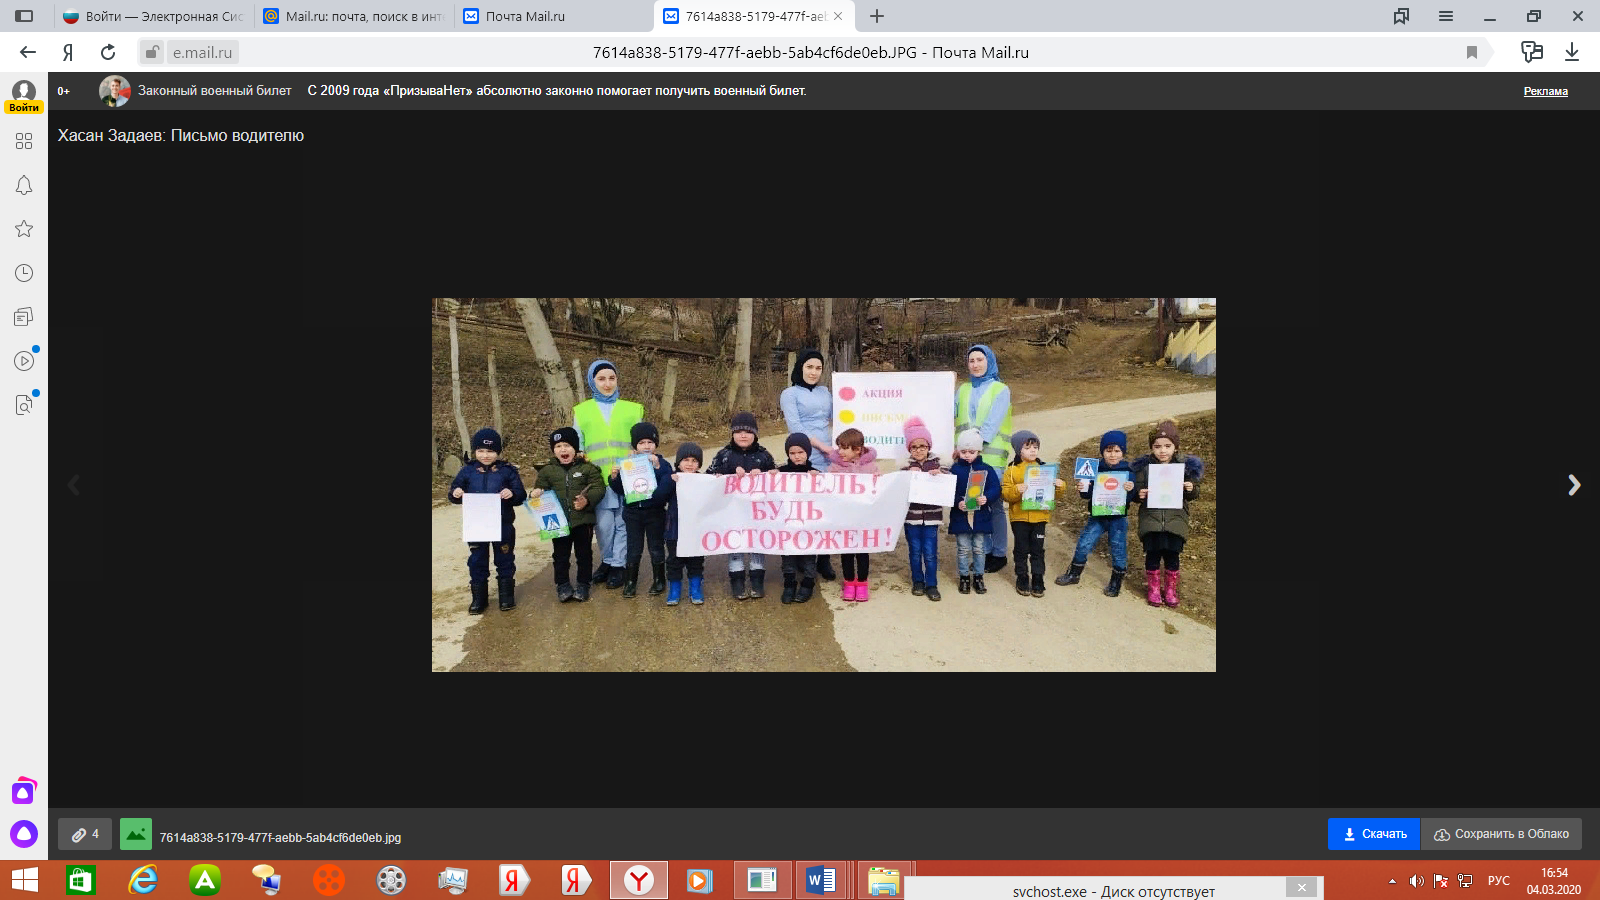 Войти — Электронная Сис
Mail.ru: почта, поиск в инт
Почта Mail.ru
7614a838-5179-477f-aeb
e.mail.ru
7614a838-5179-477f-aebb-5ab4cf6de0eb.JPG - Почта Mail.ru
Войти
0+
Законный военный билет
С 2009 года «ПризываНет» абсолютно законно помогает получить военный билет.
Реклама
Хасан Задаев: Письмо водителю
АКЦИЯ
ПИСЬМ
ВОДИТ
ВОДИТЕЛЬ!
БУДЬ
ОСТОРОЖЕН!
4
7614a838-5179-477f-aebb-5ab4cf6de0eb.jpg
Скачать
Сохранить в Облако
svchost.exe - Диск отсутствует
РУС
16:54
04.03.2020